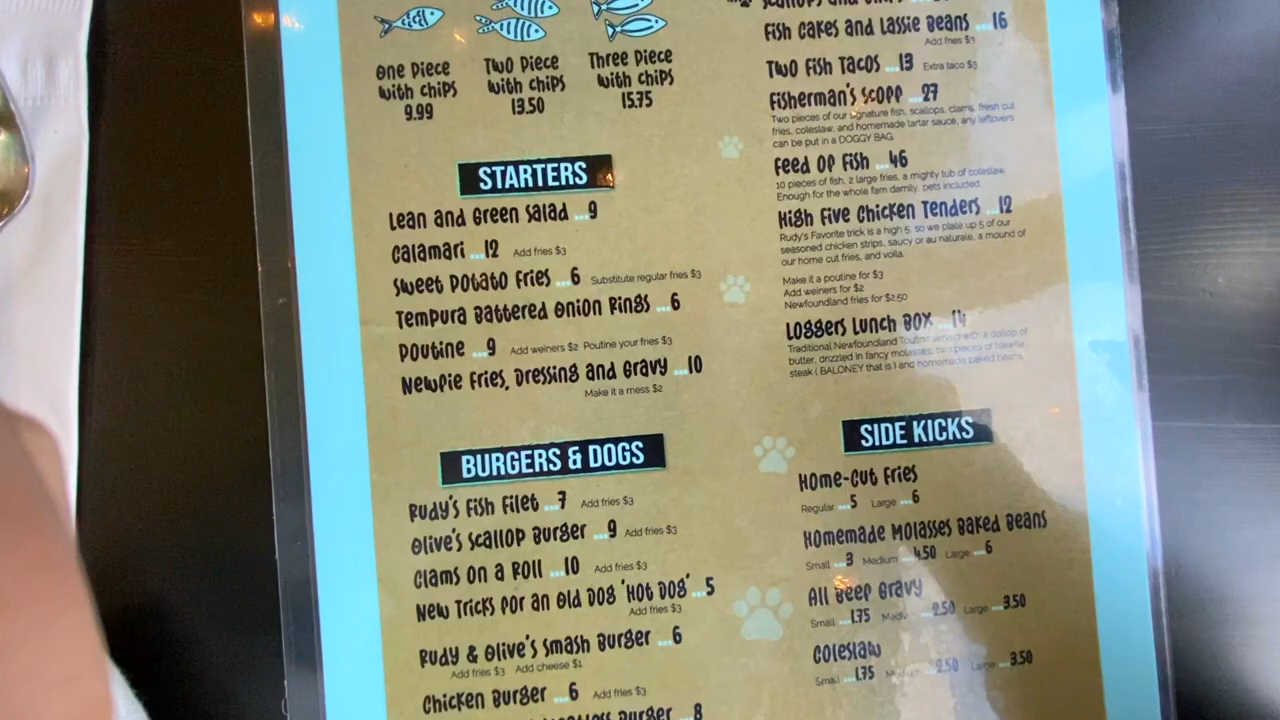 One Piece
with chips
9.99
Two Piece
with chips
13.50
Three Piece
with chips
15.75
STARTERS
Lean and Green Salad ...9
Calamari ...12 Add fries $3
Sweet Potato Fries ...6 Substitute regular fries $3
Tempura Battered Onion Rings ...6
Poutine ...9 Add weiners $2 Poutine your fries $3
Newfie Fries, Dressing and Gravy ...10
Make it a mess $2
BURGERS & DOGS
Rudy's Fish Filet ...7 Add fries $3
Olive's Scallop Burger ...9 Add fries $3
Clams on a Roll ...10 Add fries $3
New Tricks for an Old Dog 'Hot Dog' ...5
Add fries $3
Rudy & Olive's Smash Burger ...6
Add fries $3 Add cheese $1
Chicken Burger ...6 Add fries $3
Burger ...8
Fish Cakes and Lassie Beans ...16
Add fries $3
Two Fish Tacos ...13 Extra taco $3
Fisherman's Scoff ...27
Two pieces of our signature fish, scallops, clams, fresh cut
fries, coleslaw, and homemade tartar sauce, any leftovers
can be put in a DOGGY BAG.
Feed of Fish ...46
10 pieces of fish, 2 large fries, a mighty tub of coleslaw.
Enough for the whole fam damily, pets included.
High Five Chicken Tenders ...12
Rudy's Favorite trick is a high 5, so we plate up 5 of our
seasoned chicken strips, saucy or au naturale, a mound of
our home cut fries, and voila.
Make it a poutine for $3
Add weiners for $2
Newfoundland fries for $2.50
Loggers Lunch Box ...14
Traditional Newfoundland Toutins served with a dollop of
butter, drizzled in fancy molasses, two pieces of Newfie
steak ( BALONEY that is ) and homemade baked beans.
SIDE KICKS
Home-Cut Fries
Regular ...5 Large ...6
Homemade Molasses Baked Beans
Small ...3 Medium ...4.50 Large ...6
All Beef Gravy
Small ...1.75 Medium ...2.50 Large ...3.50
Coleslaw
Small ...1.75 Medium ...2.50 Large ...3.50